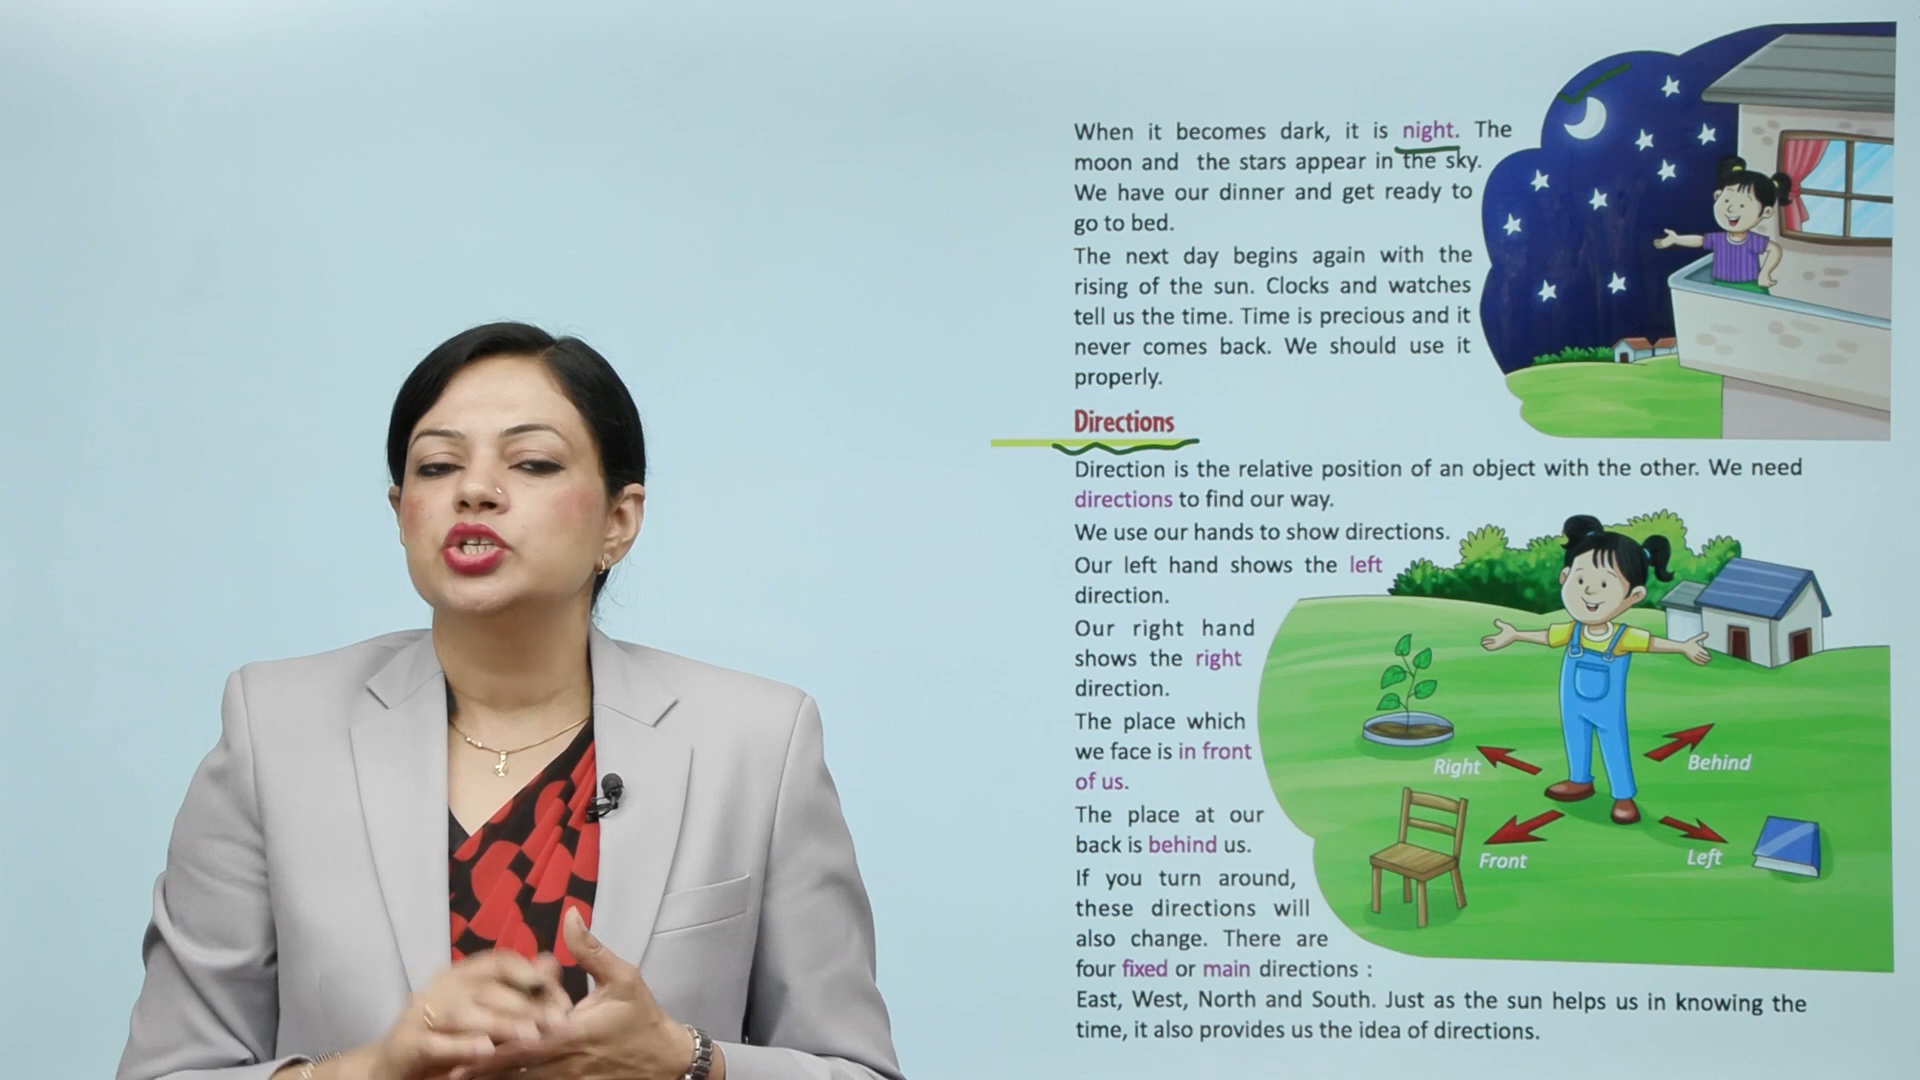 When it becomes dark, it is night. The
moon and the stars appear in the sky.
We have our dinner and get ready to
go to bed.
The next day begins again with the
rising of the sun. Clocks and watches
tell us the time. Time is precious and it
never comes back. We should use it
properly.
Directions
Direction is the relative position of an object with the other. We need
directions to find our way.
We use our hands to show directions.
Our left hand shows the left
direction.
Our right hand
shows the right
direction.
The place which
we face is in front
of us.
The place at our
back is behind us.
If you turn around,
these directions will
also change. There are
four fixed or main directions :
East, West, North and South. Just as the sun helps us in knowing the
time, it also provides us the idea of directions.
Right
Behind
Front
Left